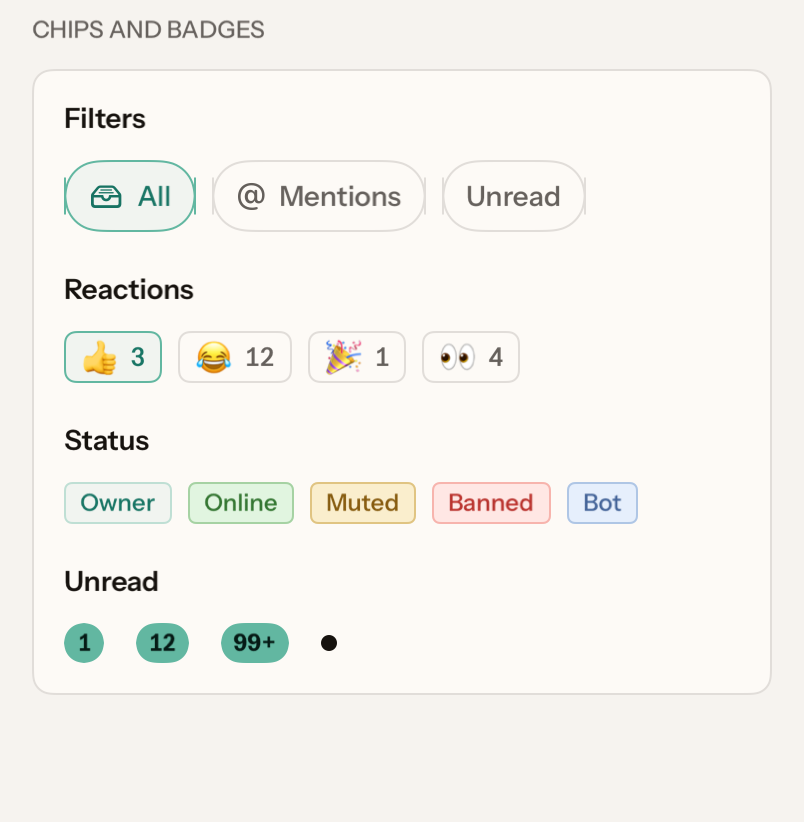 CHIPS AND BADGES
Filters
All @ Mentions Unread
Reactions
👍 3 😂 12 🎉 1 👀 4
Status
Owner Online Muted Banned Bot
Unread
1 12 99+